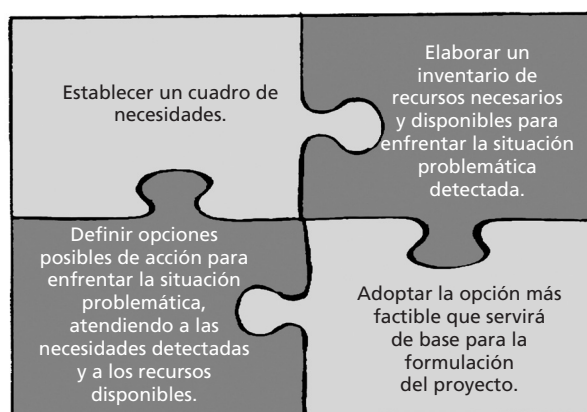 Establecer un cuadro de
necesidades.
Elaborar un
inventario de
recursos necesarios
y disponibles para
enfrentar la situación
problemática
detectada.
Definir opciones
posibles de acción para
enfrentar la situación
problemática,
atendiendo a las
necesidades detectadas
y a los recursos
disponibles.
Adoptar la opción más
factible que servirá
de base para la
formulación
del proyecto.